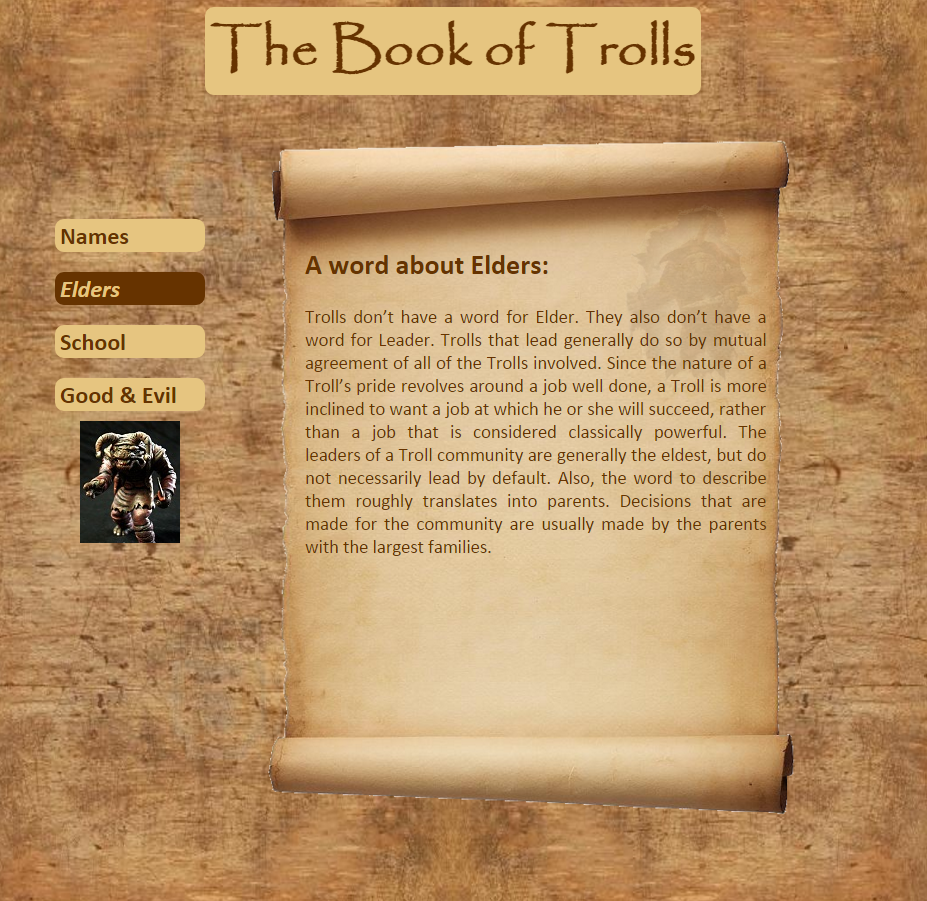 The Book of Trolls
Names
Elders
School
Good & Evil
A word about Elders:
Trolls don’t have a word for Elder. They also don’t have a
word for Leader. Trolls that lead generally do so by mutual
agreement of all of the Trolls involved. Since the nature of a
Troll’s pride revolves around a job well done, a Troll is more
inclined to want a job at which he or she will succeed, rather
than a job that is considered classically powerful. The
leaders of a Troll community are generally the eldest, but do
not necessarily lead by default. Also, the word to describe
them roughly translates into parents. Decisions that are
made for the community are usually made by the parents
with the largest families.